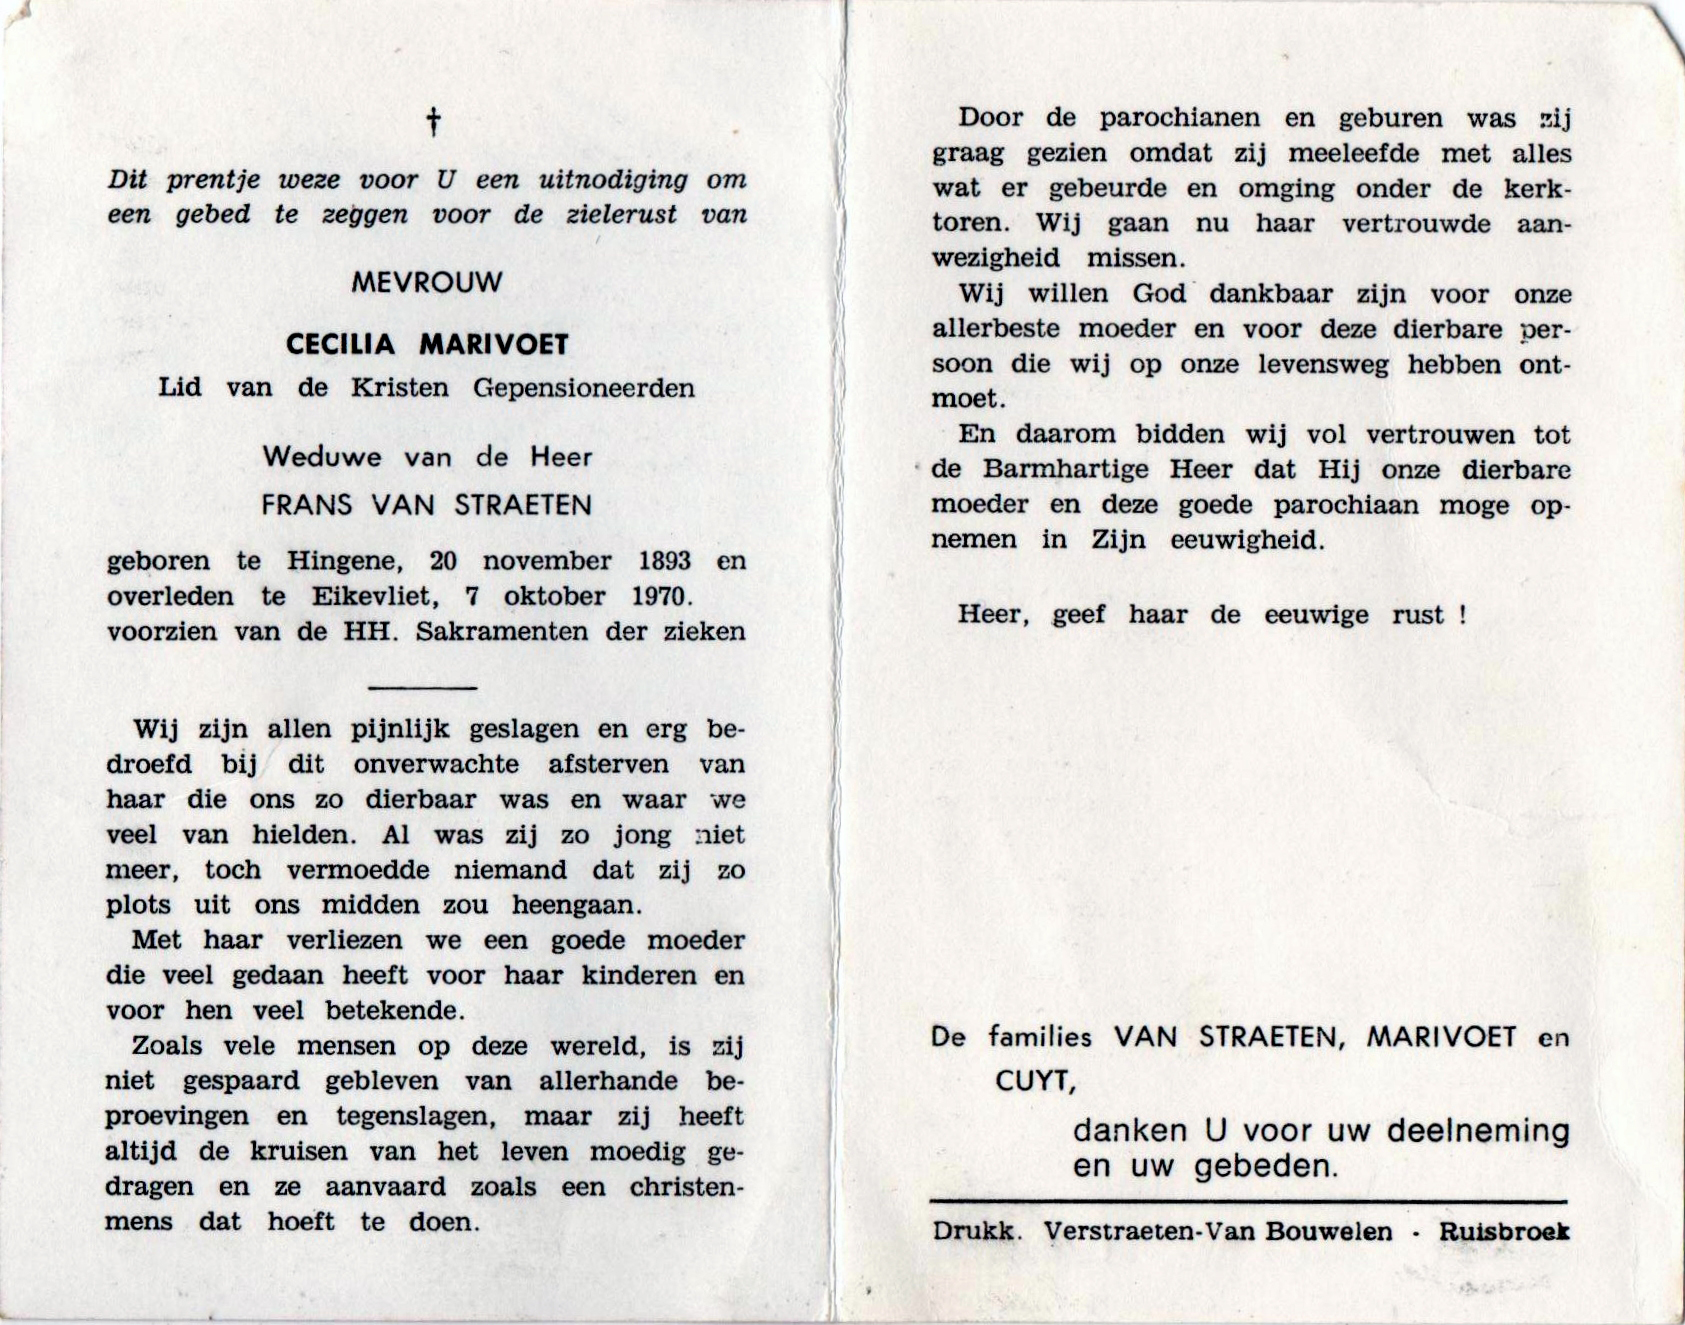 †
Dit prentje weze voor U een uitnodiging om
een gebed te zeggen voor de zielerust van
MEVROUW
CECILIA MARIVOET
Lid van de Kristen Gepensioneerden
Weduwe van de Heer
FRANS VAN STRAETEN
geboren te Hingene, 20 november 1893 en
overleden te Eikevliet, 7 oktober 1970.
voorzien van de HH. Sakramenten der zieken
Wij zijn allen pijnlijk geslagen en erg be-
droefd bij dit onverwachte afsterven van
haar die ons zo dierbaar was en waar we
veel van hielden. Al was zij zo jong niet
meer, toch vermoedde niemand dat zij zo
plots uit ons midden zou heengaan.
Met haar verliezen we een goede moeder
die veel gedaan heeft voor haar kinderen en
voor hen veel betekende.
Zoals vele mensen op deze wereld, is zij
niet gespaard gebleven van allerhande be-
proevingen en tegenslagen, maar zij heeft
altijd de kruisen van het leven moedig ge-
dragen en ze aanvaard zoals een christen-
mens dat hoeft te doen.
Door de parochianen en geburen was zij
graag gezien omdat zij meeleefde met alles
wat er gebeurde en omging onder de kerk-
toren. Wij gaan nu haar vertrouwde aan-
wezigheid missen.
Wij willen God dankbaar zijn voor onze
allerbeste moeder en voor deze dierbare per-
soon die wij op onze levensweg hebben ont-
moet.
En daarom bidden wij vol vertrouwen tot
de Barmhartige Heer dat Hij onze dierbare
moeder en deze goede parochiaan moge op-
nemen in Zijn eeuwigheid.
Heer, geef haar de eeuwige rust !
De families VAN STRAETEN, MARIVOET en
CUYT,
danken U voor uw deelneming
en uw gebeden.
Drukk. Verstraeten-Van Bouwelen - Ruisbroek